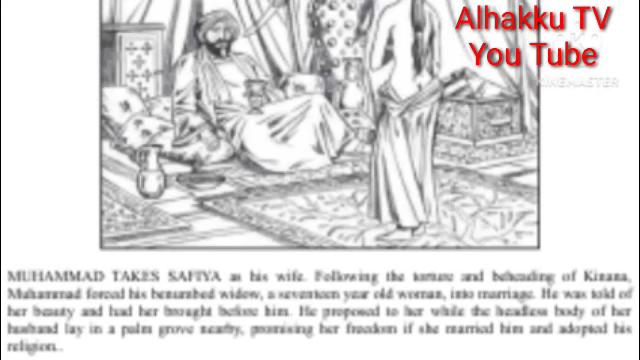 Alhakku TV
You Tube
KINEMASTER
MUHAMMAD TAKES SAFIYA as his wife. Following the torture and beheading of Kinana,
Muhammad forced his benumbed widow, a seventeen year old woman, into marriage. He was told of
her beauty and had her brought before him. He proposed to her while the headless body of her
husband lay in a palm grove nearby, promising her freedom if she married him and adopted his
religion..